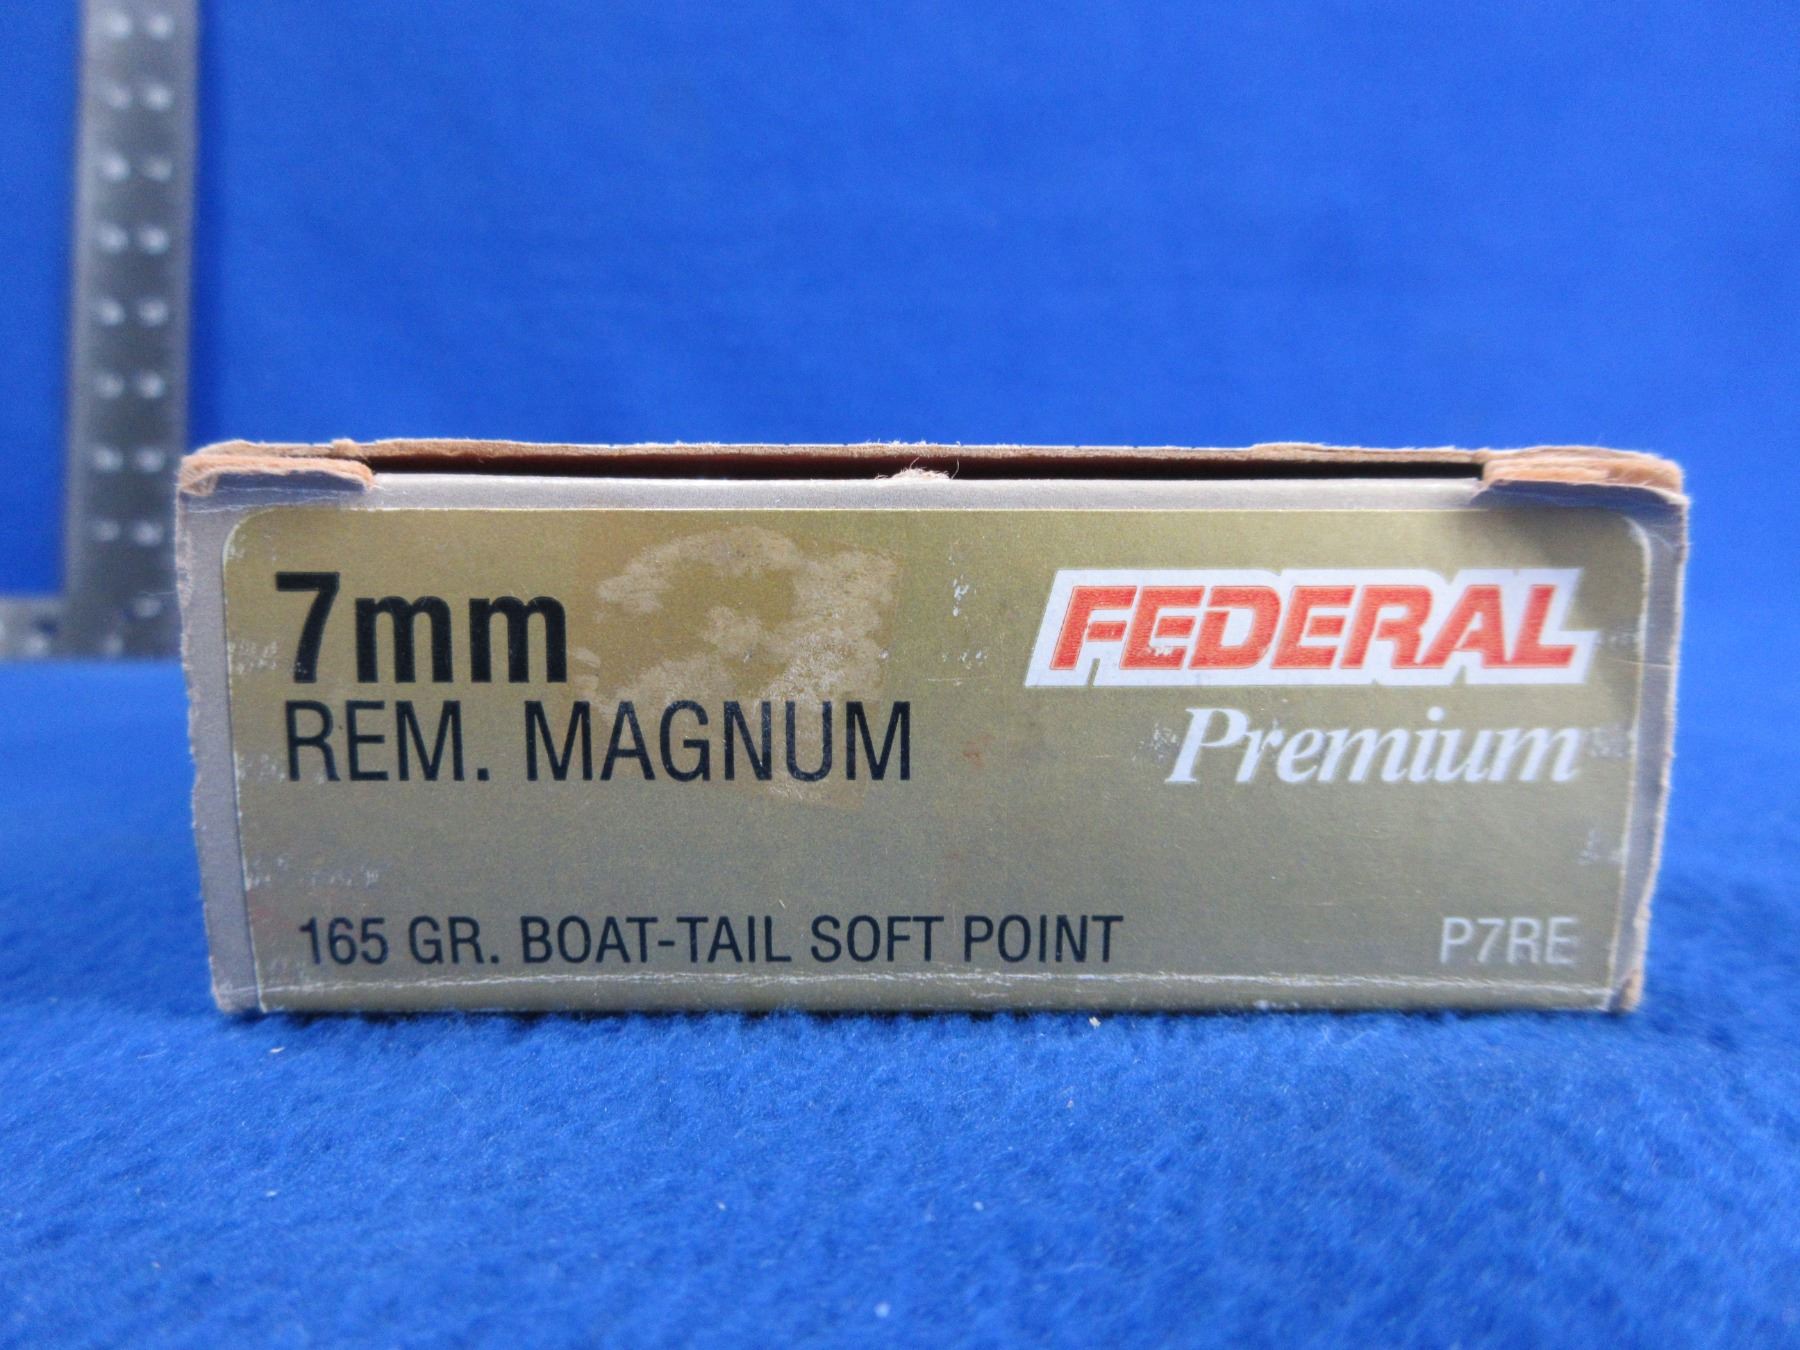 7mm
REM. MAGNUM
FEDERAL
Premium
165 GR. BOAT-TAIL SOFT POINT
P7RE